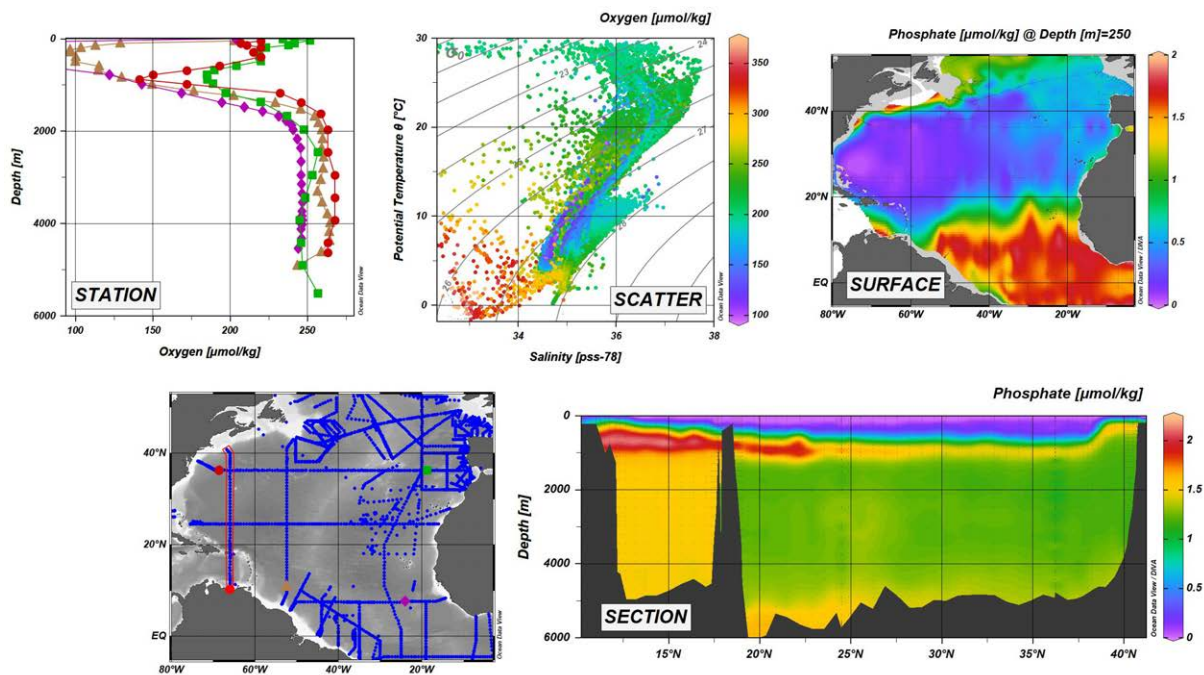 0
2000
4000
6000
Depth [m]
100
150
200
250
Oxygen [μmol/kg]
STATION
Ocean Data View
Oxygen [μmol/kg]
30
20
10
0
Potential Temperature θ [°C]
34
36
38
Salinity [pss-78]
σ0
24
23
27
26
SCATTER
Ocean Data View
350
300
250
200
150
100
Phosphate [μmol/kg] @ Depth [m]=250
40°N
20°N
EQ
80°W
60°W
40°W
20°W
SURFACE
Ocean Data View / DIVA
2
1.5
1
0.5
0
40°N
20°N
EQ
80°W
60°W
40°W
20°W
Ocean Data View
Phosphate [μmol/kg]
0
2000
4000
6000
Depth [m]
15°N
20°N
25°N
30°N
35°N
40°N
SECTION
Ocean Data View / DIVA
2
1.5
1
0.5
0